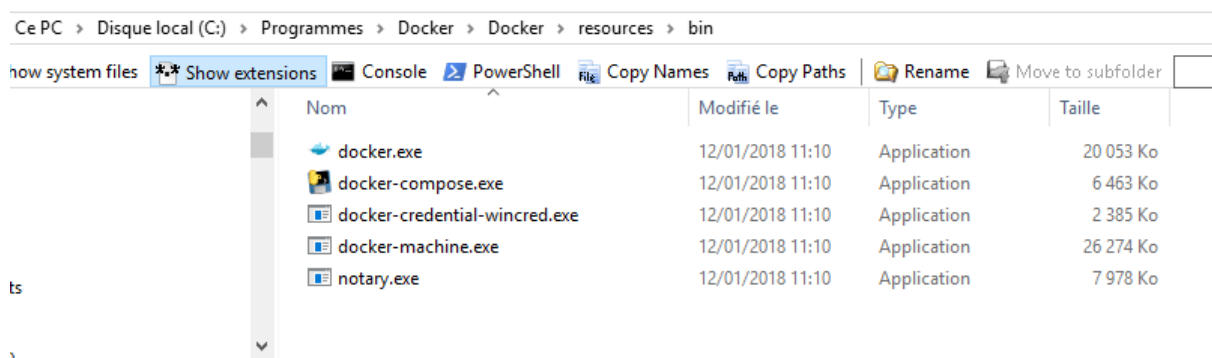 Ce PC > Disque local (C:) > Programmes > Docker > Docker > resources > bin
how system files *.* Show extensions Console PowerShell File Copy Names Path Copy Paths Rename Move to subfolder
Nom Modifié le Type Taille
docker.exe 12/01/2018 11:10 Application 20 053 Ko
docker-compose.exe 12/01/2018 11:10 Application 6 463 Ko
docker-credential-wincred.exe 12/01/2018 11:10 Application 2 385 Ko
docker-machine.exe 12/01/2018 11:10 Application 26 274 Ko
notary.exe 12/01/2018 11:10 Application 7 978 Ko
ts